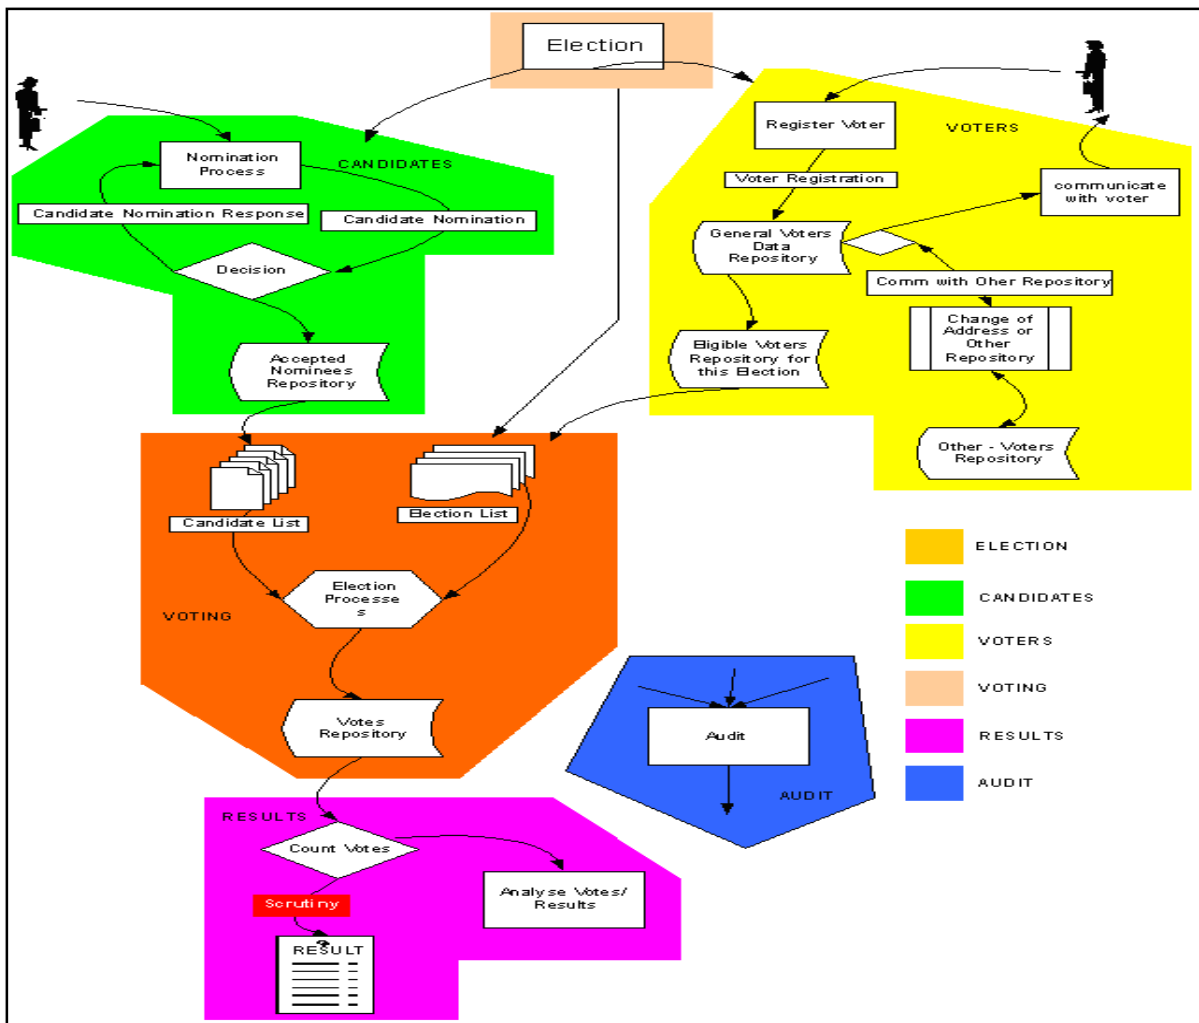 Election
Nomination
Process
CANDIDATES
Candidate Nomination Response
Candidate Nomination
Decision
Accepted
Nominees
Repository
Register Voter
VOTERS
Voter Registration
communicate
with voter
General Voters
Data
Repository
Comm with Oher Repository
Change of
Address or
Other
Repository
Eligible Voters
Repository for
this Election
Other - Voters
Repository
Candidate List
Election List
Election
Processe
s
VOTING
Votes
Repository
Audit
AUDIT
RESULTS
Count Votes
Analyse Votes/
Results
Scrutiny
RESULT
ELECTION
CANDIDATES
VOTERS
VOTING
RESULTS
AUDIT